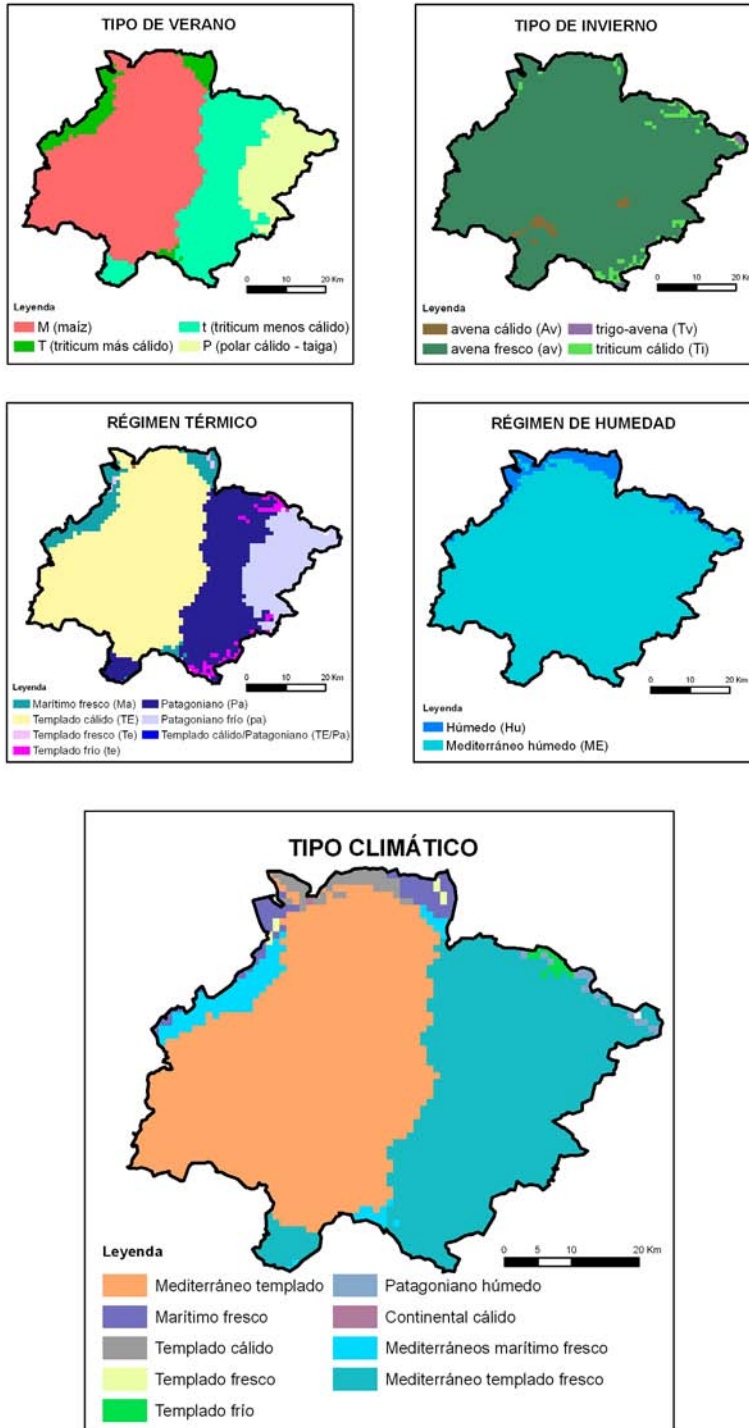 TIPO DE VERANO
0 10 20 Km
Leyenda
M (maíz)
t (triticum menos cálido)
T (triticum más cálido)
P (polar cálido - taiga)
TIPO DE INVIERNO
0 10 20 Km
Leyenda
avena cálido (Av)
trigo-avena (Tv)
avena fresco (av)
triticum cálido (Ti)
RÉGIMEN TÉRMICO
0 10 20 Km
Leyenda
Marítimo fresco (Ma)
Patagoniano (Pa)
Templado cálido (TE)
Patagoniano frío (pa)
Templado fresco (Te)
Templado cálido/Patagoniano (TE/Pa)
Templado frío (te)
RÉGIMEN DE HUMEDAD
0 10 20 Km
Leyenda
Húmedo (Hu)
Mediterráneo húmedo (ME)
TIPO CLIMÁTICO
0 5 10 20 Km
Leyenda
Mediterráneo templado
Patagoniano húmedo
Marítimo fresco
Continental cálido
Templado cálido
Mediterráneos marítimo fresco
Templado fresco
Mediterráneo templado fresco
Templado frío